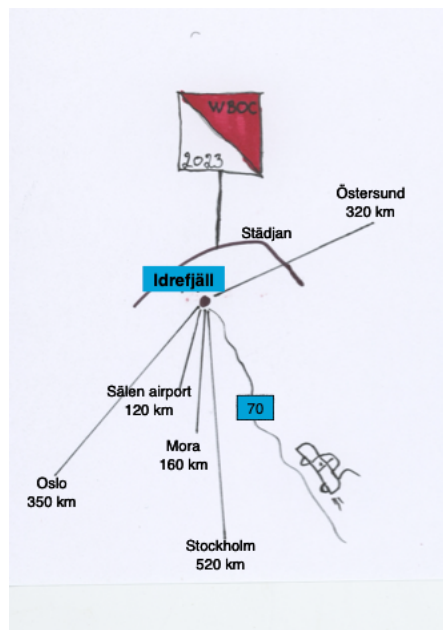 WBOC
2023
Östersund
320 km
Städjan
Idrefjäll
Sälen airport
120 km
70
Mora
160 km
Oslo
350 km
Stockholm
520 km